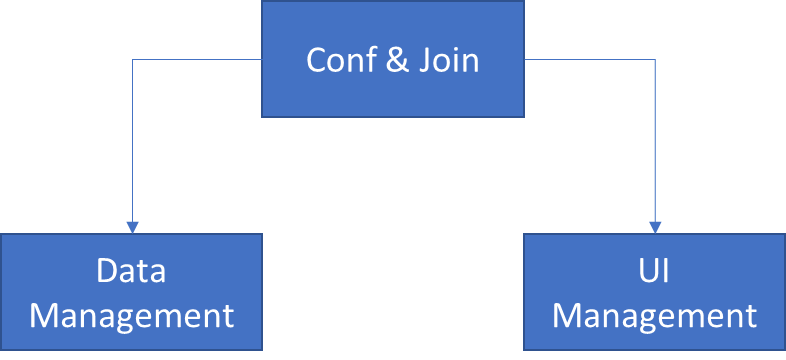 Conf & Join
Data
Management
UI
Management